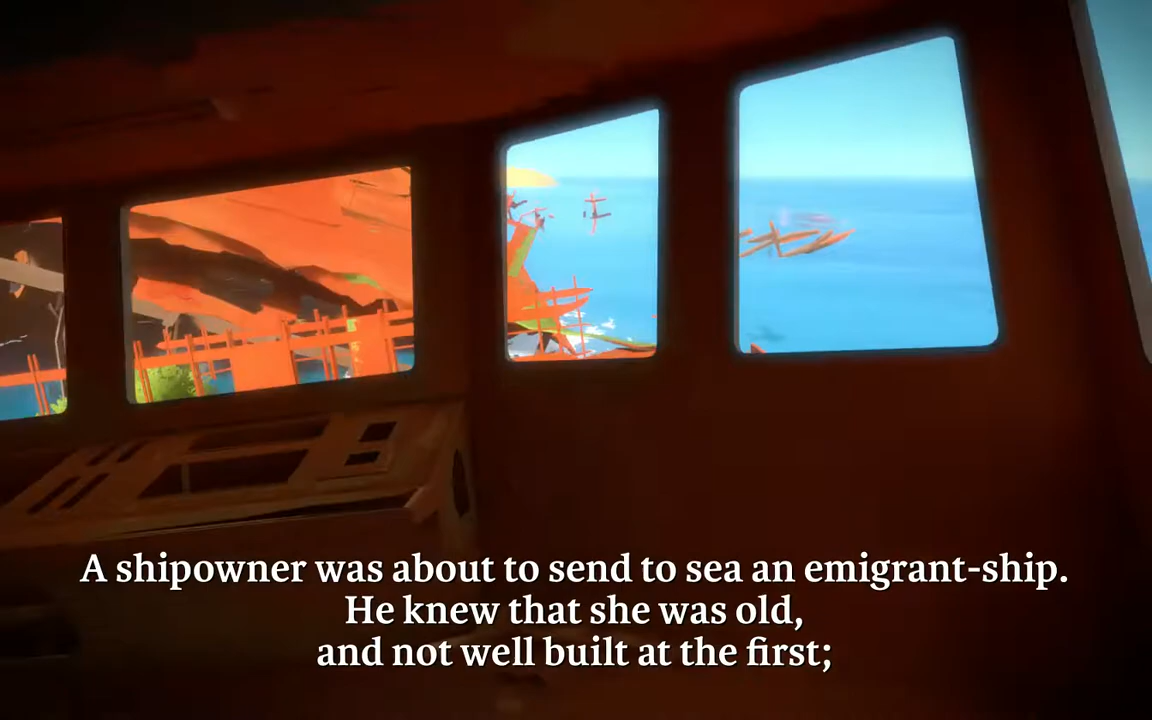 A shipowner was about to send to sea an emigrant-ship.
He knew that she was old,
and not well built at the first;